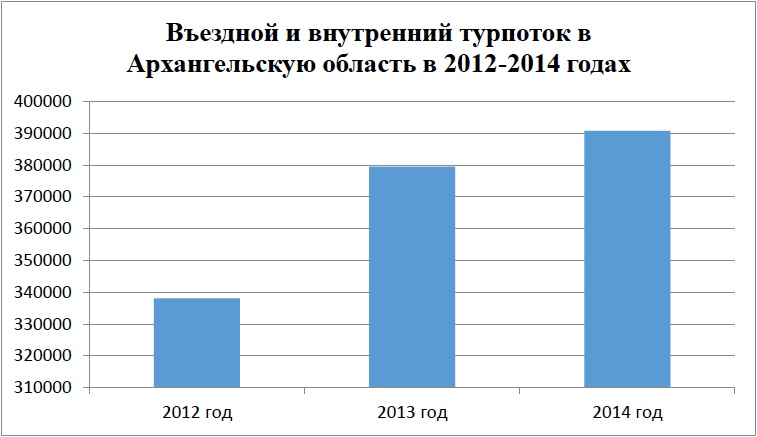 Въездной и внутренний турпоток в
Архангельскую область в 2012-2014 годах
400000
390000
380000
370000
360000
350000
340000
330000
320000
310000
2012 год
2013 год
2014 год